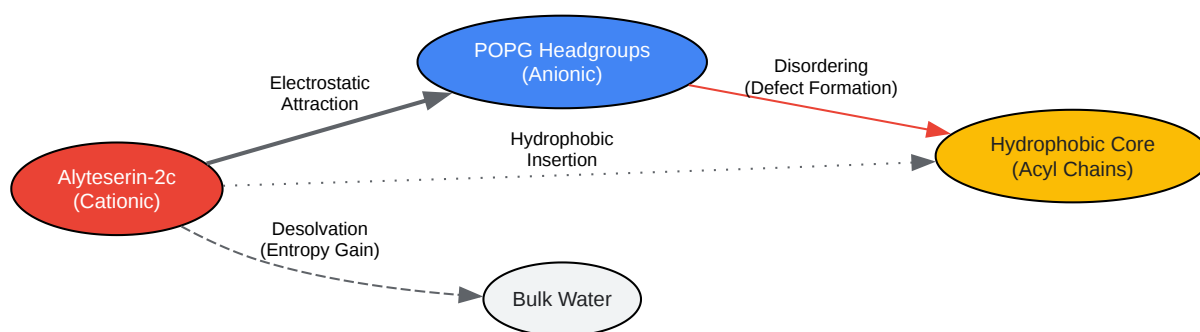 POPG Headgroups
(Anionic)
Disordering
(Defect Formation)
Electrostatic
Attraction
Hydrophobic
Insertion
Hydrophobic Core
(Acyl Chains)
Alyteserin-2c
(Cationic)
Desolvation
(Entropy Gain)
Bulk Water